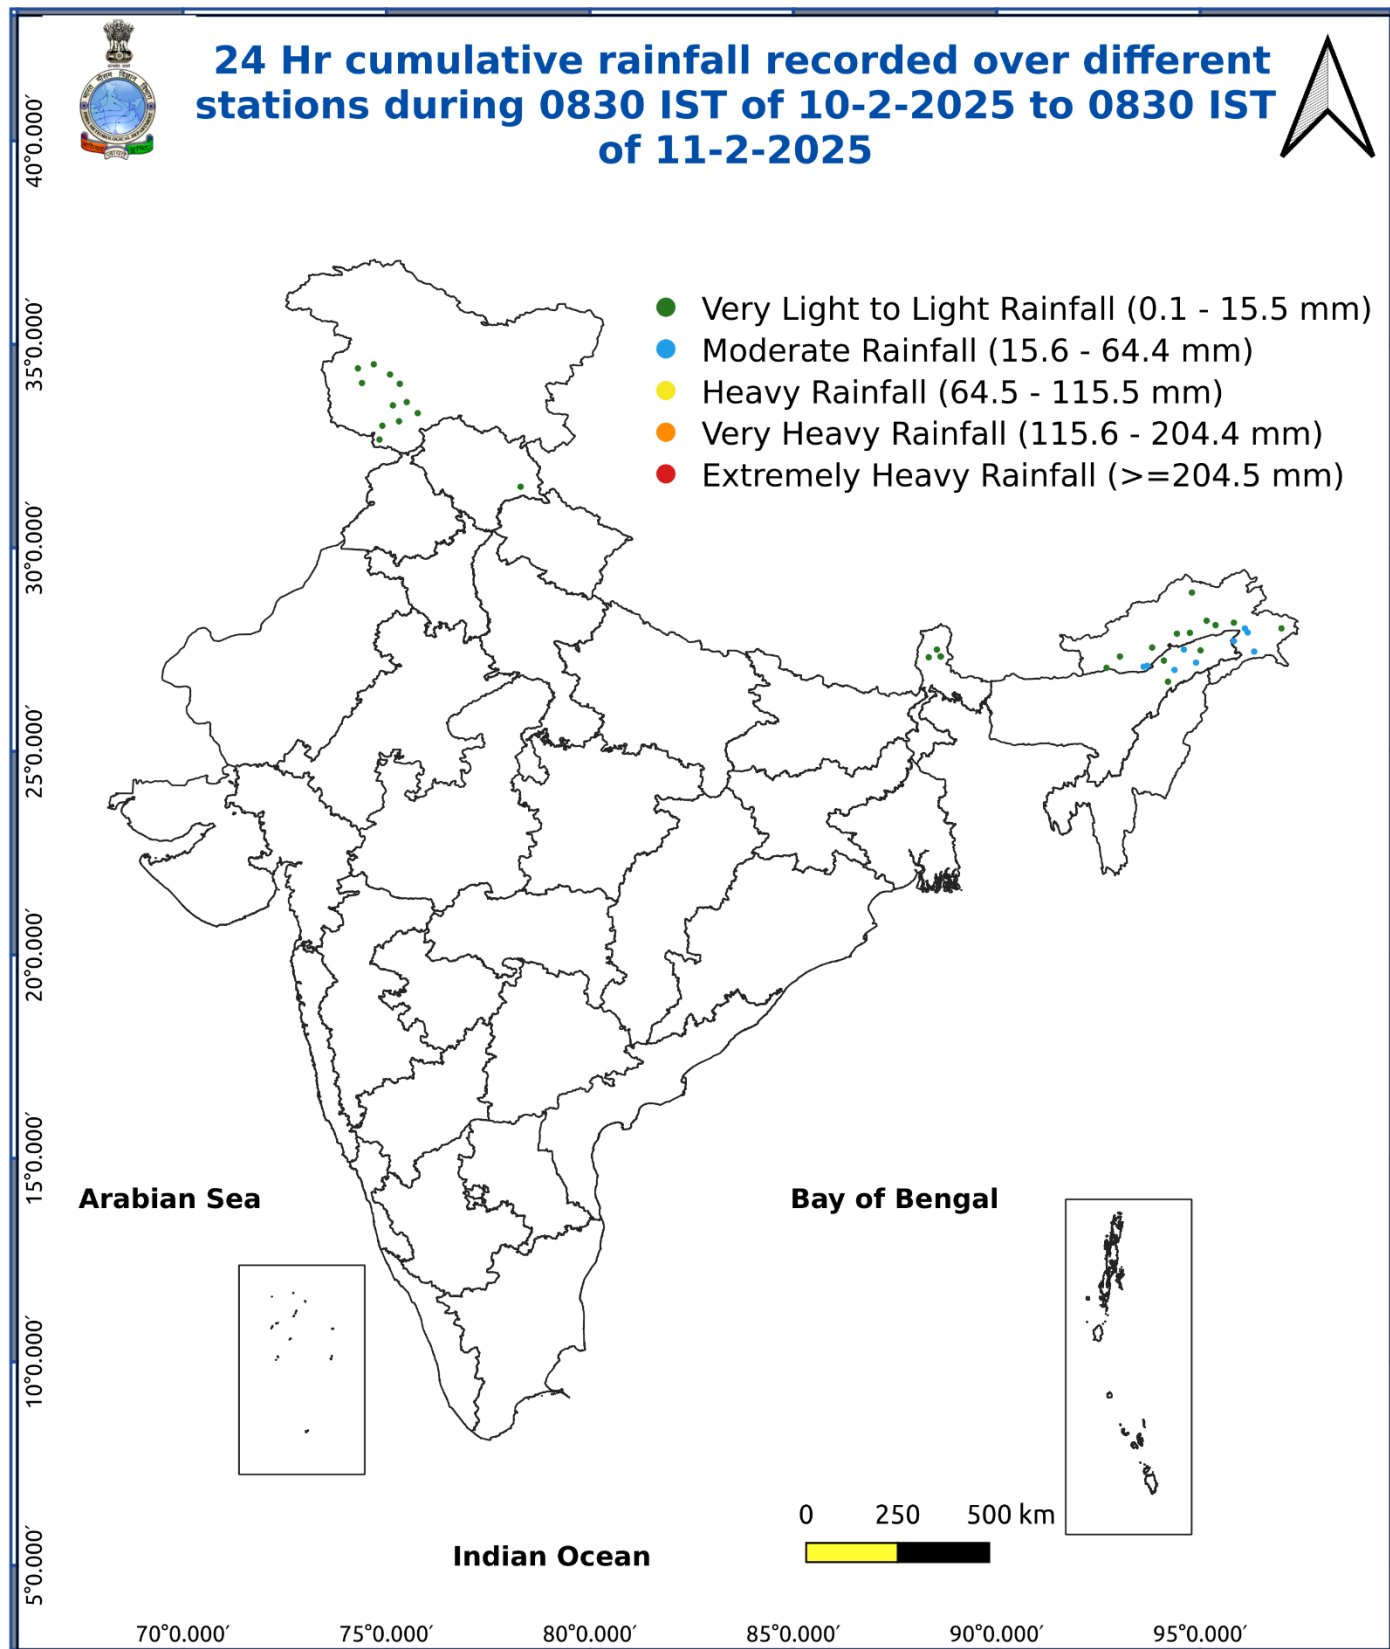 24 Hr cumulative rainfall recorded over different
stations during 0830 IST of 10-2-2025 to 0830 IST
of 11-2-2025
Very Light to Light Rainfall (0.1 - 15.5 mm)
Moderate Rainfall (15.6 - 64.4 mm)
Heavy Rainfall (64.5 - 115.5 mm)
Very Heavy Rainfall (115.6 - 204.4 mm)
Extremely Heavy Rainfall (>=204.5 mm)
40°0.000′
35°0.000′
30°0.000′
25°0.000′
20°0.000′
15°0.000′
10°0.000′
5°0.000′
Arabian Sea
Bay of Bengal
Indian Ocean
0 250 500 km
70°0.000′ 75°0.000′ 80°0.000′ 85°0.000′ 90°0.000′ 95°0.000′